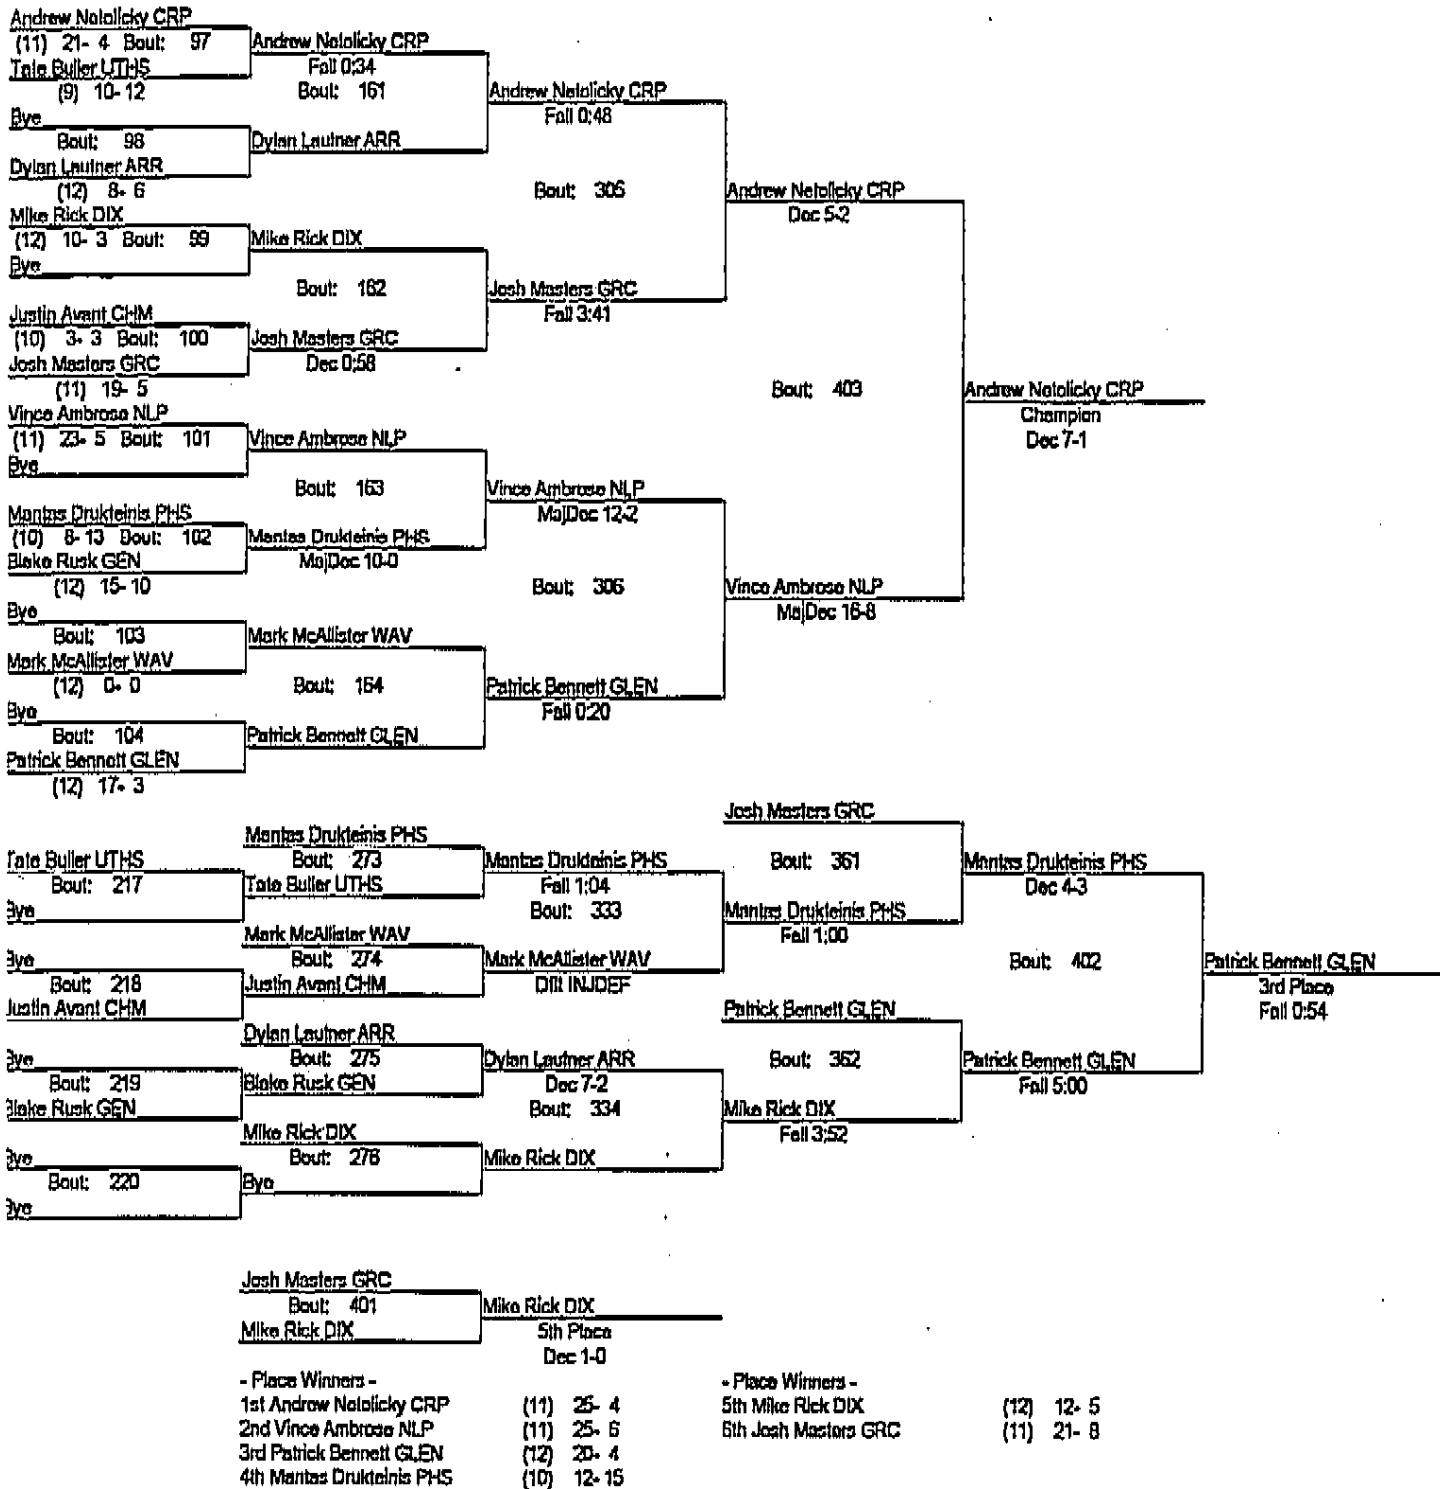 Andrew Natolicky CRP
(11) 21- 4 Bout: 97
Tate Buller UTHS
(9) 10- 12
Bye
Bout: 98
Dylan Lautner ARR
(12) 8- 6
Mike Rick DIX
(12) 10- 3 Bout: 99
Bye
Justin Avant CHM
(10) 3- 3 Bout: 100
Josh Masters GRC
(11) 19- 5
Vince Ambrose NLP
(11) 23- 5 Bout: 101
Bye
Mantas Drukteinis PHS
(10) 8- 13 Bout: 102
Blake Rusk GEN
(12) 15- 10
Bye
Bout: 103
Mark McAllister WAV
(12) 0- 0
Bye
Bout: 104
Patrick Bennett GLEN
(12) 17- 3
Andrew Natolicky CRP
Fall 0:34
Bout: 161
Dylan Lautner ARR
Mike Rick DIX
Bout: 162
Josh Masters GRC
Dec 0:58
Vince Ambrose NLP
Bout: 163
Mantas Drukteinis PHS
MajDec 10-0
Mark McAllister WAV
Bout: 164
Patrick Bennett GLEN
Andrew Natolicky CRP
Fall 0:48
Bout: 305
Josh Masters GRC
Fall 3:41
Vince Ambrose NLP
MajDec 12-2
Bout: 306
Patrick Bennett GLEN
Fall 0:20
Andrew Natolicky CRP
Dec 5-2
Bout: 403
Vince Ambrose NLP
MajDec 16-8
Andrew Natolicky CRP
Champion
Dec 7-1
Tate Buller UTHS
Bout: 217
Bye
Bye
Bout: 218
Justin Avant CHM
Bye
Bout: 219
Blake Rusk GEN
Bye
Bout: 220
Bye
Mantas Drukteinis PHS
Bout: 273
Tate Buller UTHS
Mark McAllister WAV
Bout: 274
Justin Avant CHM
Dylan Lautner ARR
Bout: 275
Blake Rusk GEN
Mike Rick DIX
Bout: 276
Bye
Mantas Drukteinis PHS
Fall 1:04
Bout: 333
Mark McAllister WAV
Dflt INJDEF
Dylan Lautner ARR
Dec 7-2
Bout: 334
Mike Rick DIX
Josh Masters GRC
Bout: 361
Mantas Drukteinis PHS
Fall 1:00
Patrick Bennett GLEN
Bout: 362
Mike Rick DIX
Fall 3:52
Mantas Drukteinis PHS
Dec 4-3
Bout: 402
Patrick Bennett GLEN
Fall 5:00
Patrick Bennett GLEN
3rd Place
Fall 0:54
Josh Masters GRC
Bout: 401
Mike Rick DIX
Mike Rick DIX
5th Place
Dec 1-0
- Place Winners -
1st Andrew Natolicky CRP (11) 25- 4
2nd Vince Ambrose NLP (11) 25- 6
3rd Patrick Bennett GLEN (12) 20- 4
4th Mantas Drukteinis PHS (10) 12- 15
- Place Winners -
5th Mike Rick DIX (12) 12- 5
6th Josh Masters GRC (11) 21- 8